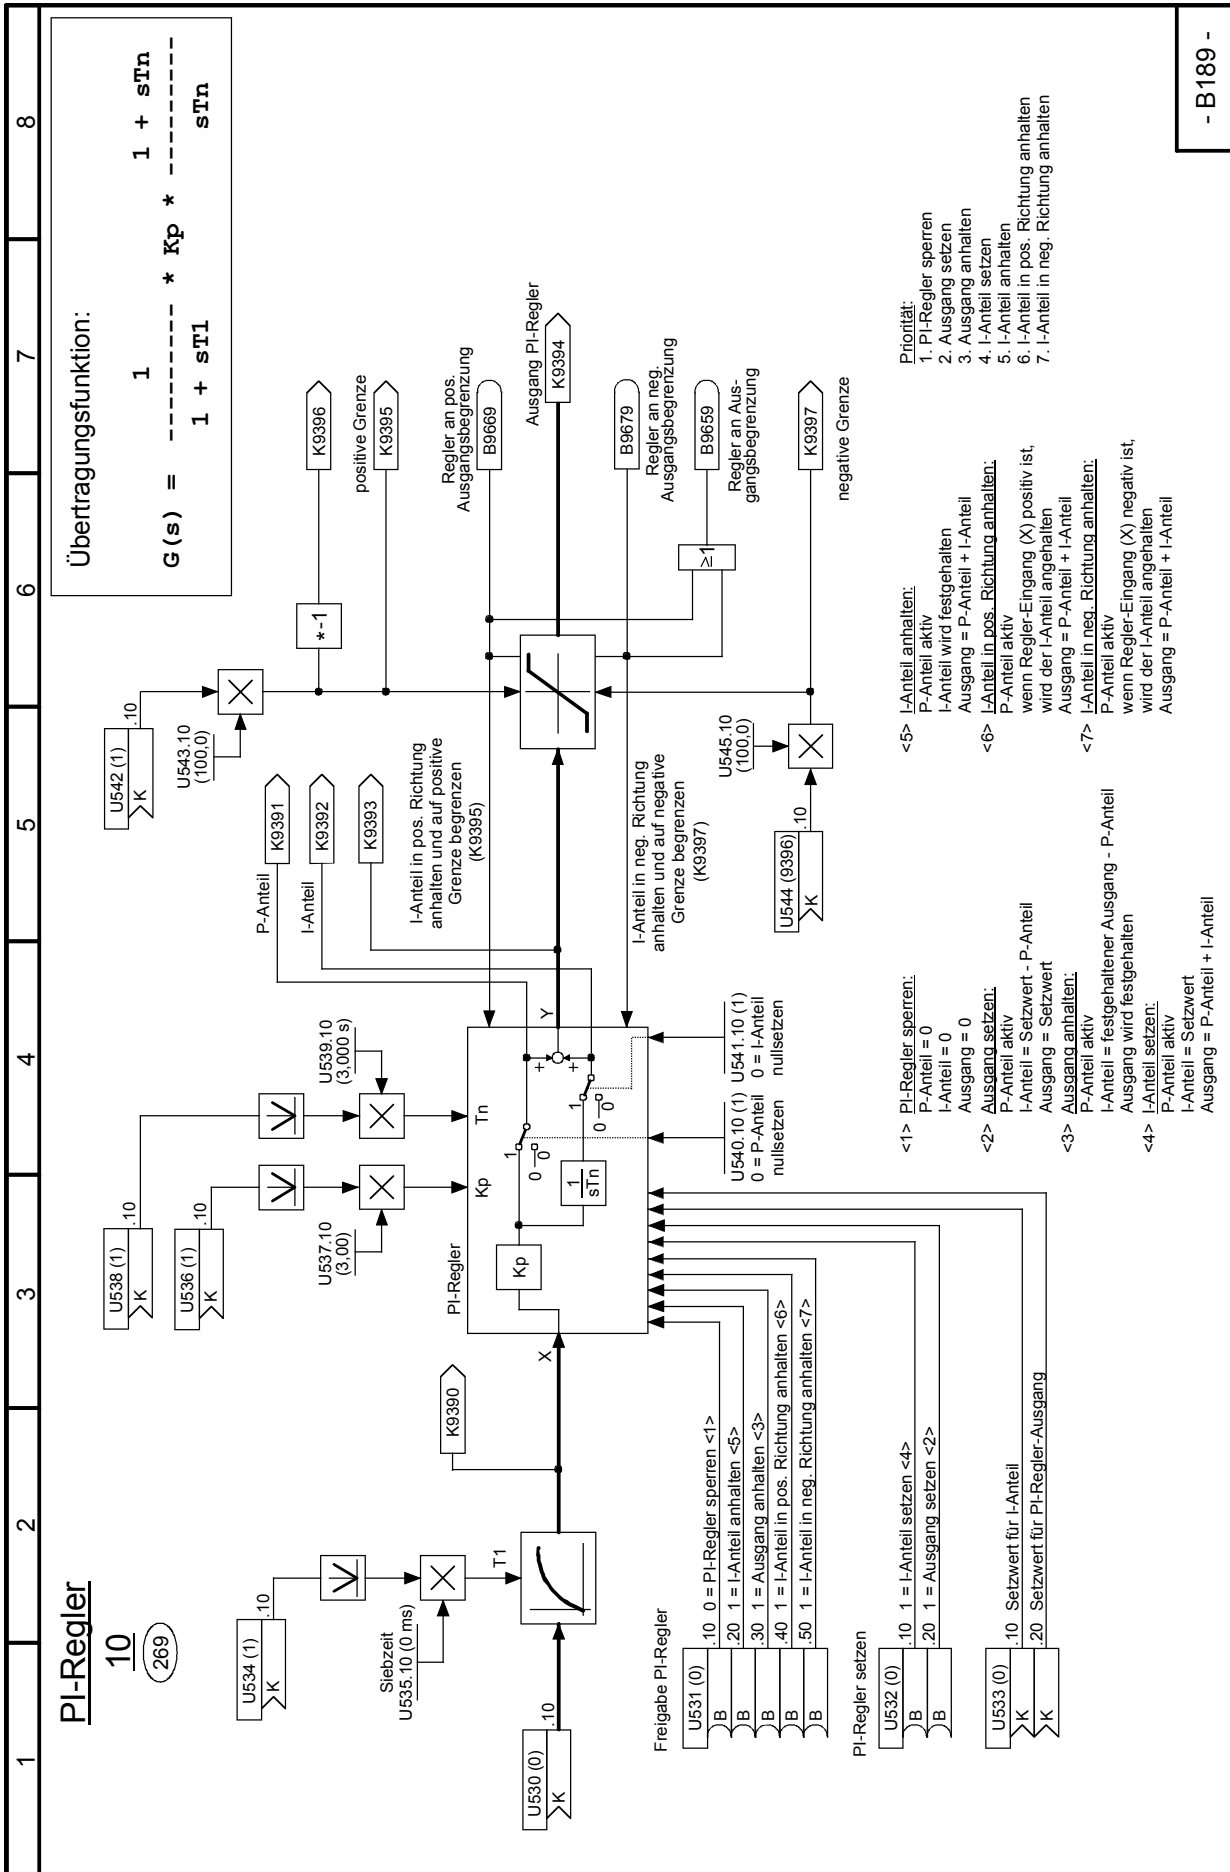 1
2
3
4
5
6
7
8
PI-Regler
10
269
Übertragungsfunktion:
1 1 + sTn
G(s) = -------- * Kp * ----------
1 + sT1 sTn
U534 (1)
K
.10
Siebzeit
U535.10 (0 ms)
T1
U530 (0)
K
.10
K9390
X
U538 (1)
K
.10
U536 (1)
K
.10
U537.10
(3,00)
U539.10
(3,000 s)
Kp
Tn
PI-Regler
Kp
1
sTn
1
0
0
1
0
0
+
+
Y
U540.10 (1)
0 = P-Anteil
nullsetzen
U541.10 (1)
0 = I-Anteil
nullsetzen
P-Anteil
K9391
I-Anteil
K9392
K9393
I-Anteil in pos. Richtung
anhalten und auf positive
Grenze begrenzen
(K9395)
I-Anteil in neg. Richtung
anhalten und auf negative
Grenze begrenzen
(K9397)
U542 (1)
K
.10
U543.10
(100,0)
*-1
K9396
positive Grenze
K9395
Regler an pos.
Ausgangsbegrenzung
B9669
Ausgang PI-Regler
K9394
B9679
Regler an neg.
Ausgangsbegrenzung
≥1
B9659
Regler an Aus-
gangsbegrenzung
U545.10
(100,0)
U544 (9396)
K
.10
K9397
negative Grenze
Freigabe PI-Regler
U531 (0)
B .10 0 = PI-Regler sperren <1>
B .20 1 = I-Anteil anhalten <5>
B .30 1 = Ausgang anhalten <3>
B .40 1 = I-Anteil in pos. Richtung anhalten <6>
B .50 1 = I-Anteil in neg. Richtung anhalten <7>
PI-Regler setzen
U532 (0)
B .10 1 = I-Anteil setzen <4>
B .20 1 = Ausgang setzen <2>
U533 (0)
K .10 Setzwert für I-Anteil
K .20 Setzwert für PI-Regler-Ausgang
<1> PI-Regler sperren:
P-Anteil = 0
I-Anteil = 0
Ausgang = 0
<2> Ausgang setzen:
P-Anteil aktiv
I-Anteil = Setzwert - P-Anteil
Ausgang = Setzwert
<3> Ausgang anhalten:
P-Anteil aktiv
I-Anteil = festgehaltener Ausgang - P-Anteil
Ausgang wird festgehalten
<4> I-Anteil setzen:
P-Anteil aktiv
I-Anteil = Setzwert
Ausgang = P-Anteil + I-Anteil
<5> I-Anteil anhalten:
P-Anteil aktiv
I-Anteil wird festgehalten
Ausgang = P-Anteil + I-Anteil
<6> I-Anteil in pos. Richtung anhalten:
P-Anteil aktiv
wenn Regler-Eingang (X) positiv ist,
wird der I-Anteil angehalten
Ausgang = P-Anteil + I-Anteil
<7> I-Anteil in neg. Richtung anhalten:
P-Anteil aktiv
wenn Regler-Eingang (X) negativ ist,
wird der I-Anteil angehalten
Ausgang = P-Anteil + I-Anteil
Priorität:
1. PI-Regler sperren
2. Ausgang setzen
3. Ausgang anhalten
4. I-Anteil setzen
5. I-Anteil anhalten
6. I-Anteil in pos. Richtung anhalten
7. I-Anteil in neg. Richtung anhalten
- B189 -